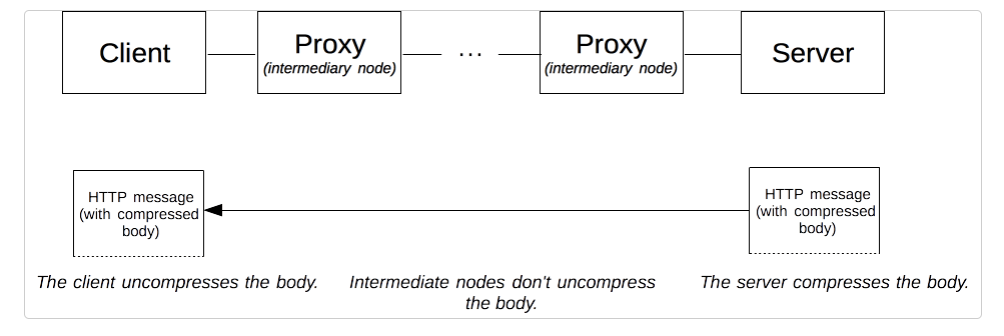 Client
Proxy
(intermediary node)
...
Proxy
(intermediary node)
Server
HTTP message
(with compressed
body)
HTTP message
(with compressed
body)
The client uncompresses the body.
Intermediate nodes don't uncompress
the body.
The server compresses the body.